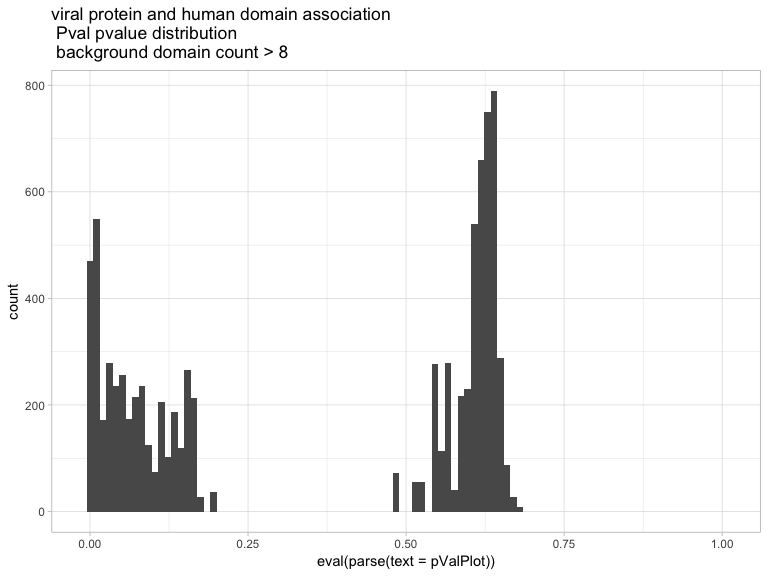 viral protein and human domain association
Pval pvalue distribution
background domain count > 8
800
600
400
200
0
count
0.00 0.25 0.50 0.75 1.00
eval(parse(text = pValPlot))